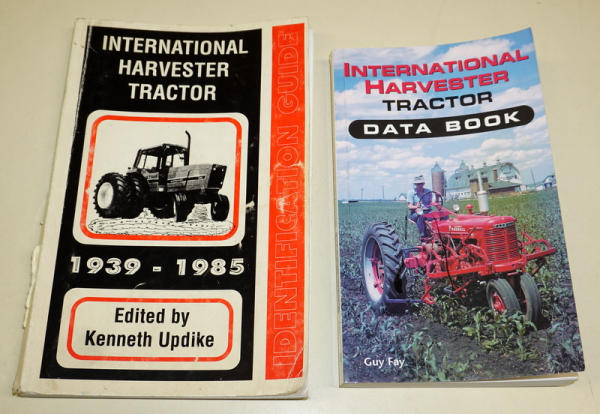 INTERNATIONAL
HARVESTER
TRACTOR
IDENTIFICATION GUIDE
1939 - 1985
Edited by
Kenneth Updike
INTERNATIONAL
HARVESTER
TRACTOR
DATA BOOK
Guy Fay